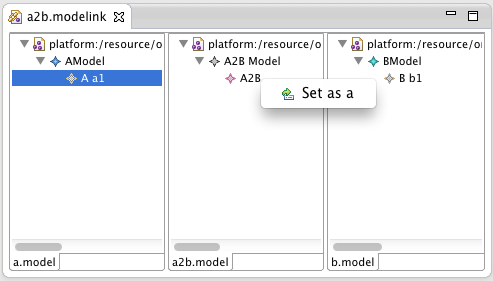 a2b.modelink
platform:/resource/o
AModel
A a1
a.model
platform:/resource/o
A2B Model
A2B
Set as a
a2b.model
platform:/resource/o
BModel
B b1
b.model